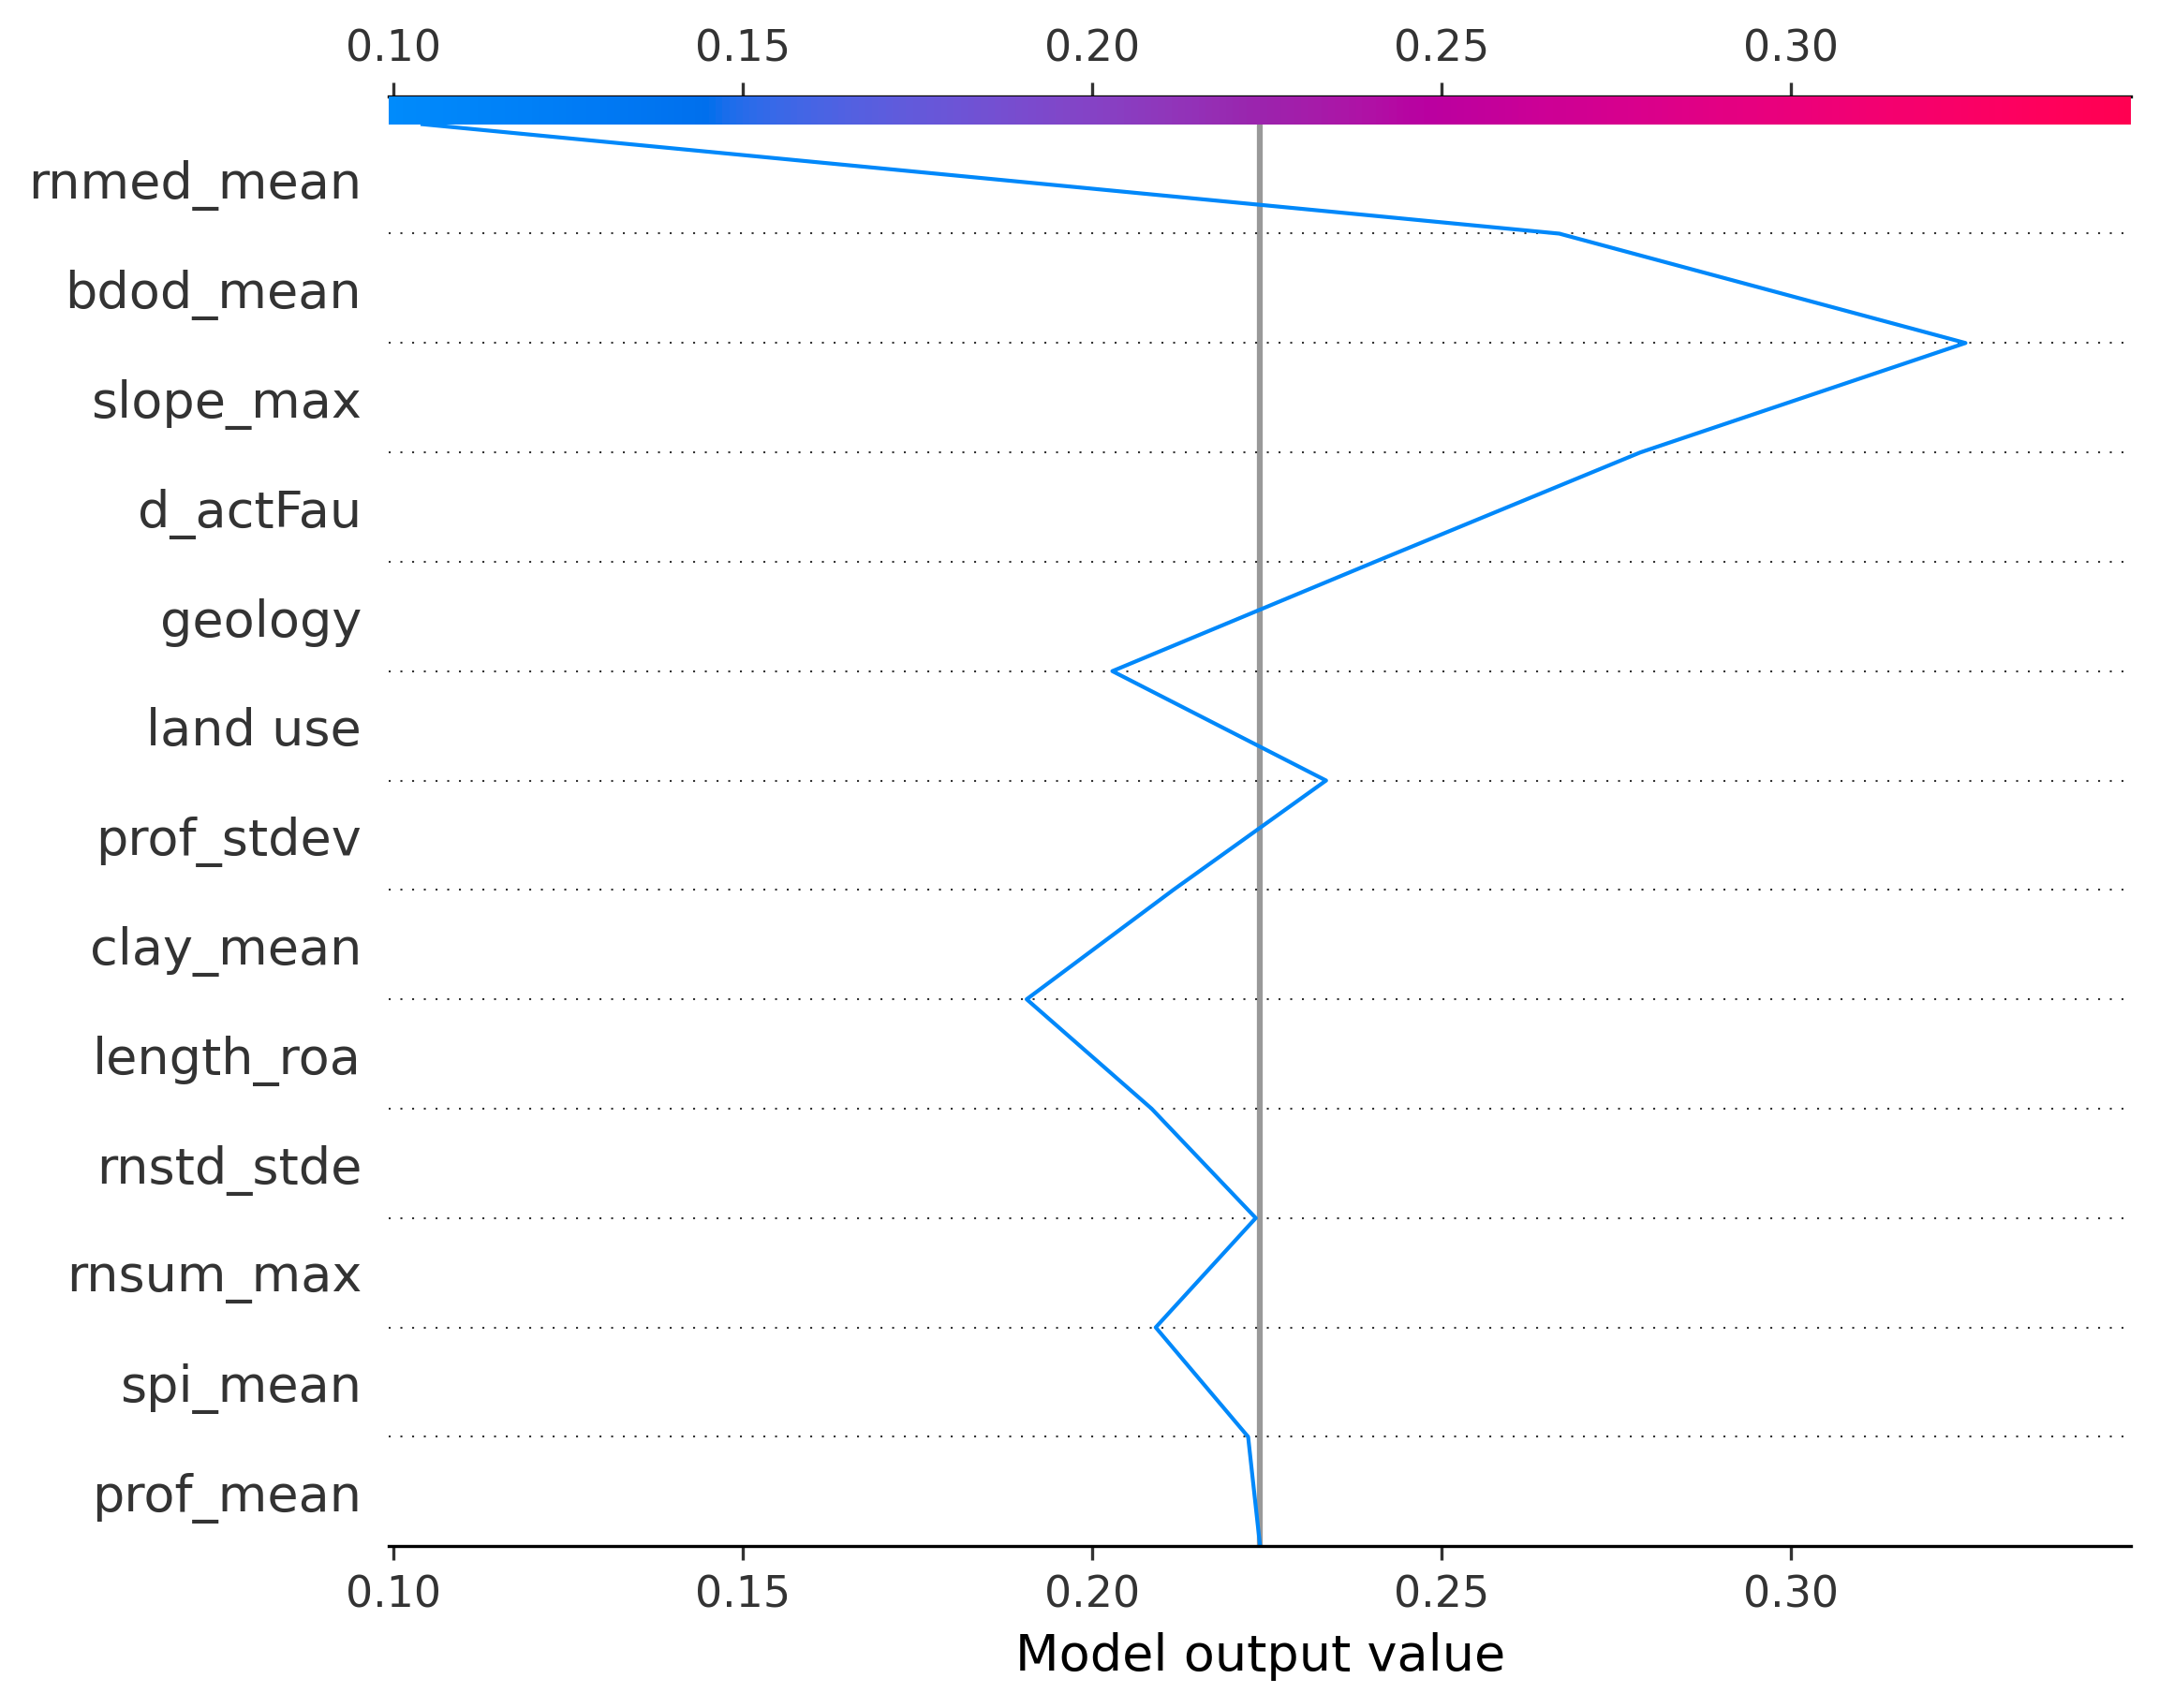 0.10 0.15 0.20 0.25 0.30
rnmed_mean
bdod_mean
slope_max
d_actFau
geology
land use
prof_stdev
clay_mean
length_roa
rnstd_stde
rnsum_max
spi_mean
prof_mean
0.10 0.15 0.20 0.25 0.30
Model output value